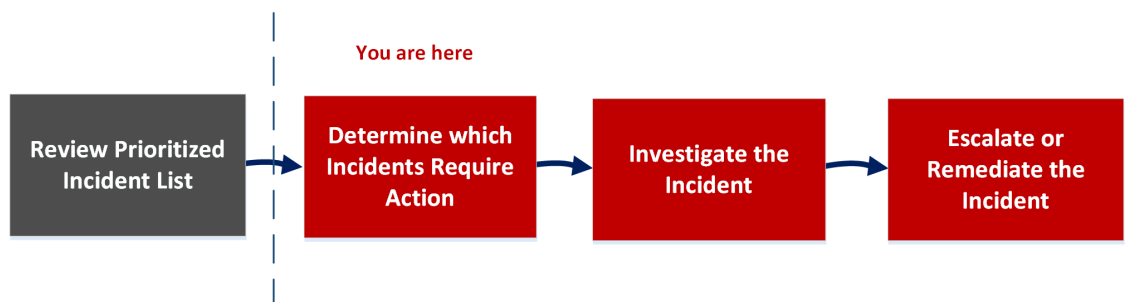 You are here
Review Prioritized
Incident List
Determine which
Incidents Require
Action
Investigate the
Incident
Escalate or
Remediate the
Incident